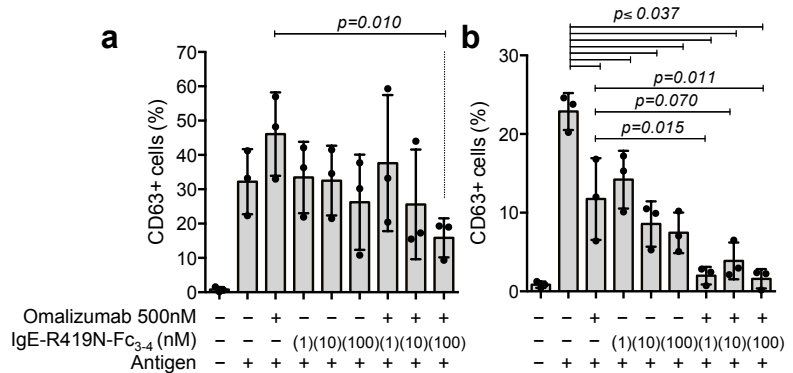 a
p=0.010
70
60
50
40
30
20
10
0
CD63+ cells (%)
b
p≤ 0.037
p=0.011
p=0.070
p=0.015
30
20
10
0
CD63+ cells (%)
Omalizumab 500nM – – + – – – + + + – – + – – – + + +
IgE-R419N-Fc3-4 (nM) – – – (1)(10)(100)(1)(10)(100) – – – (1)(10)(100)(1)(10)(100)
Antigen – + + + + + + + + – + + + + + + + +